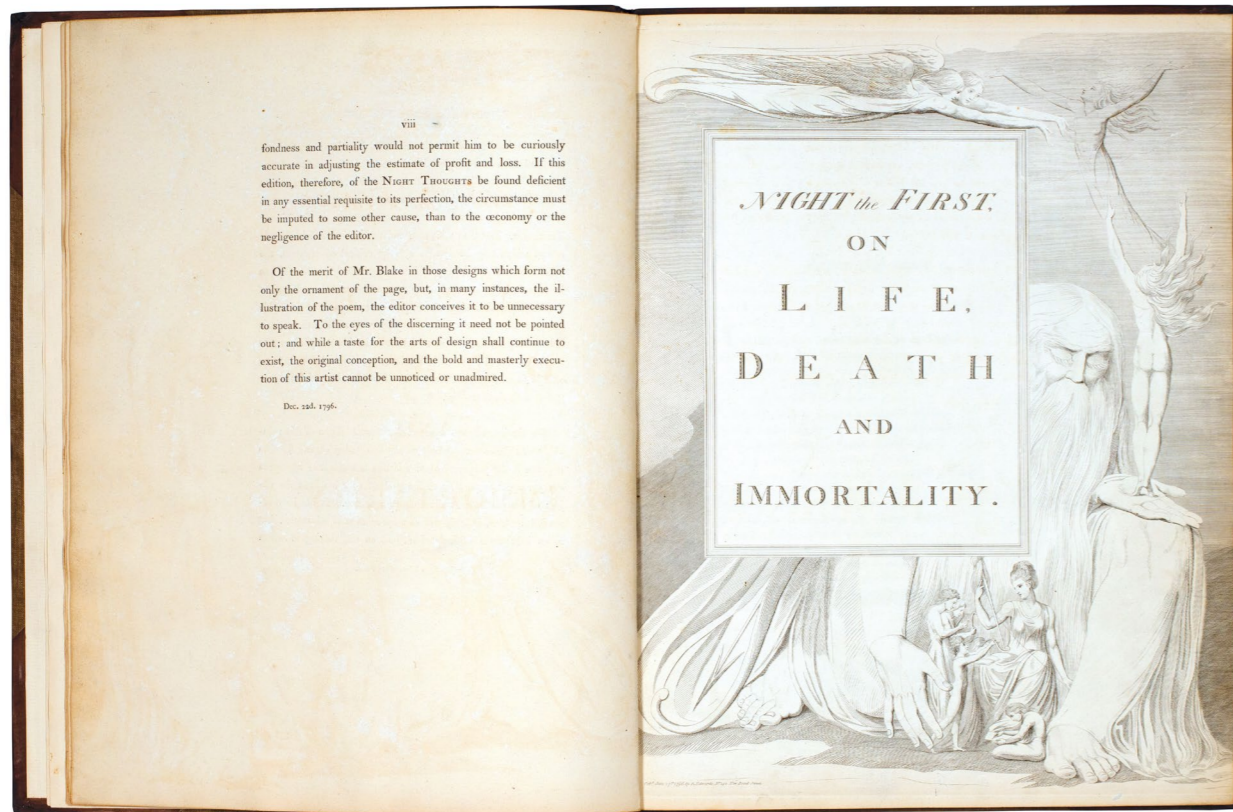 viii
fondness and partiality would not permit him to be curiously
accurate in adjusting the estimate of profit and loss. If this
edition, therefore, of the NIGHT THOUGHTS be found deficient
in any essential requisite to its perfection, the circumstance must
be imputed to some other cause, than to the œconomy or the
negligence of the editor.
Of the merit of Mr. Blake in those designs which form not
only the ornament of the page, but, in many instances, the il-
lustration of the poem, the editor conceives it to be unnecessary
to speak. To the eyes of the discerning it need not be pointed
out; and while a taste for the arts of design shall continue to
exist, the original conception, and the bold and masterly execu-
tion of this artist cannot be unnoticed or unadmired.
Dec. 22d. 1796.
NIGHT the FIRST,
ON
LIFE,
DEATH
AND
IMMORTALITY.